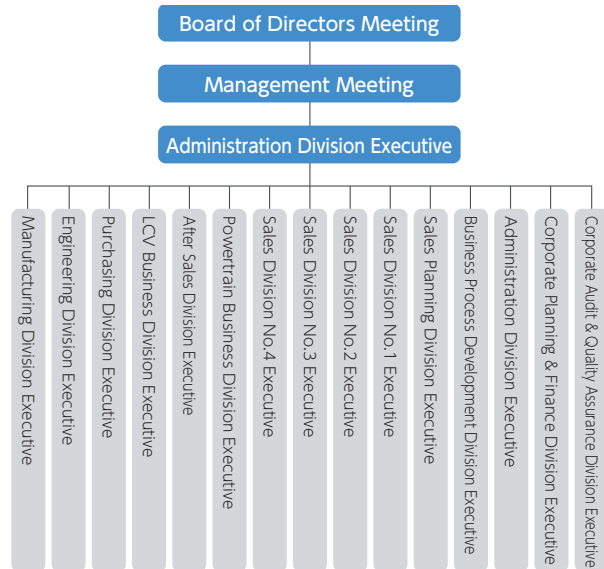 Board of Directors Meeting
Management Meeting
Administration Division Executive
Manufacturing Division Executive
Engineering Division Executive
Purchasing Division Executive
LCV Business Division Executive
After Sales Division Executive
Powertrain Business Division Executive
Sales Division No.4 Executive
Sales Division No.3 Executive
Sales Division No.2 Executive
Sales Division No.1 Executive
Sales Planning Division Executive
Business Process Development Division Executive
Administration Division Executive
Corporate Planning & Finance Division Executive
Corporate Audit & Quality Assurance Division Executive